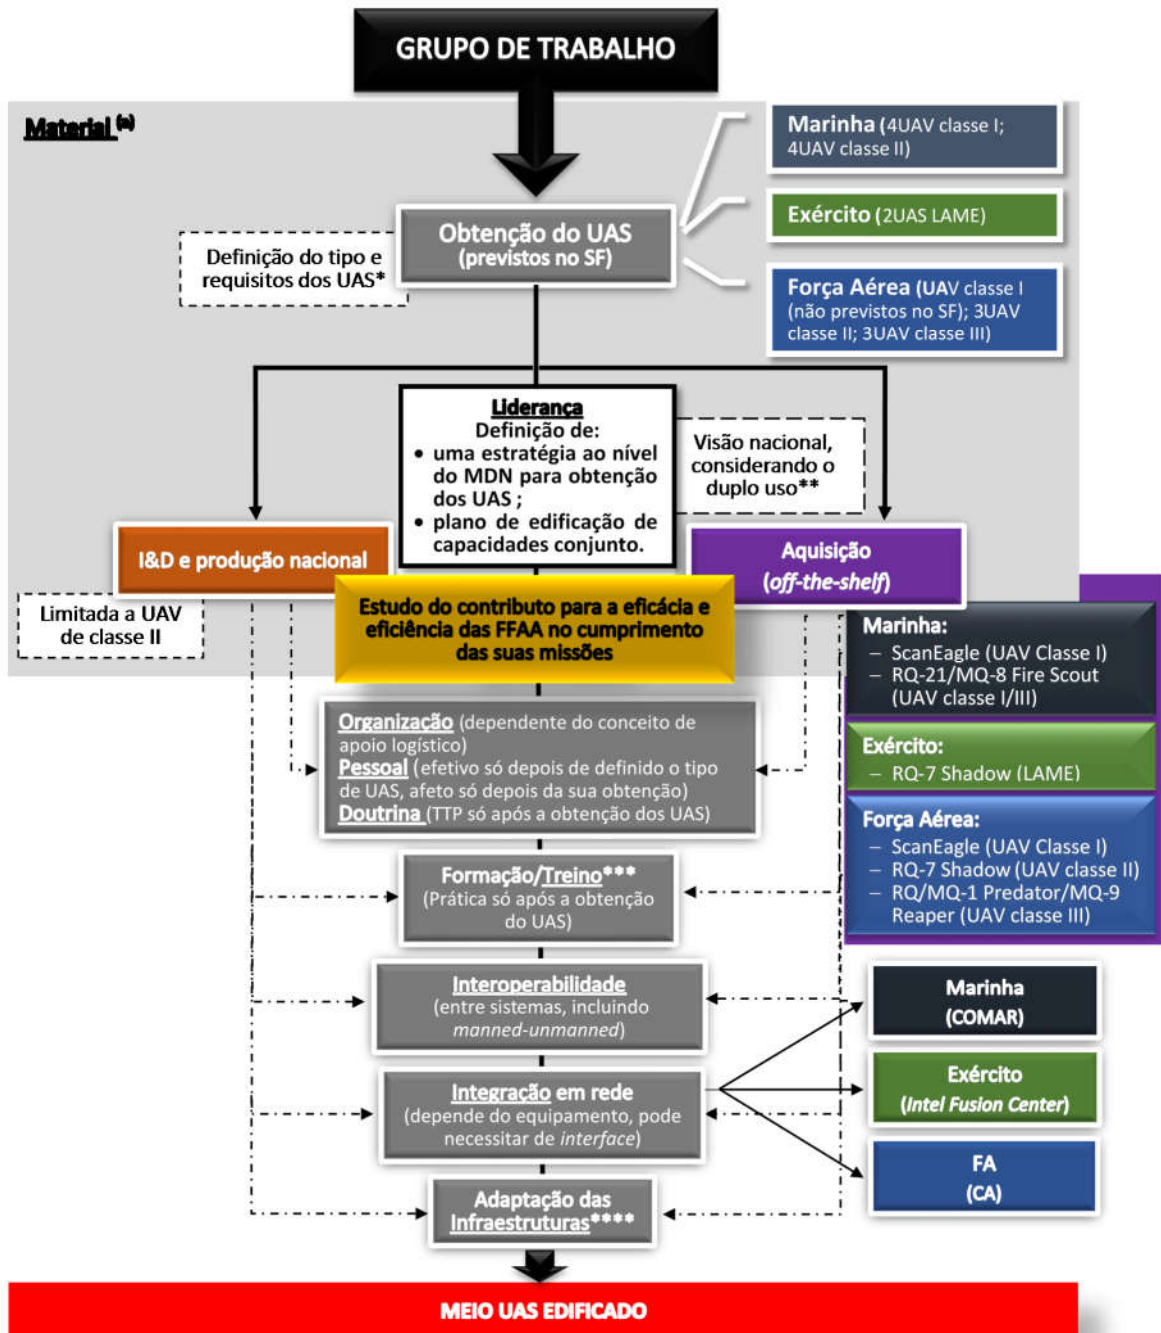 GRUPO DE TRABALHO
Material (a)
Marinha (4UAV classe I;
4UAV classe II)
Exército (2UAS LAME)
Força Aérea (UAV classe I
(não previstos no SF); 3UAV
classe II; 3UAV classe III)
Obtenção do UAS
(previstos no SF)
Definição do tipo e
requisitos dos UAS*
Liderança
Definição de:
• uma estratégia ao nível
do MDN para obtenção
dos UAS ;
• plano de edificação de
capacidades conjunto.
Visão nacional,
considerando o
duplo uso**
I&D e produção nacional
Aquisição
(off-the-shelf)
Limitada a UAV
de classe II
Estudo do contributo para a eficácia e
eficiência das FFAA no cumprimento
das suas missões
Marinha:
– ScanEagle (UAV Classe I)
– RQ-21/MQ-8 Fire Scout
(UAV classe I/III)
Exército:
– RQ-7 Shadow (LAME)
Força Aérea:
– ScanEagle (UAV Classe I)
– RQ-7 Shadow (UAV classe II)
– RQ/MQ-1 Predator/MQ-9
Reaper (UAV classe III)
Organização (dependente do conceito de
apoio logístico)
Pessoal (efetivo só depois de definido o tipo
de UAS, afeto só depois da sua obtenção)
Doutrina (TTP só após a obtenção dos UAS)
Formação/Treino***
(Prática só após a obtenção
do UAS)
Interoperabilidade
(entre sistemas, incluindo
manned-unmanned)
Integração em rede
(depende do equipamento, pode
necessitar de interface)
Adaptação das
Infraestruturas****
Marinha
(COMAR)
Exército
(Intel Fusion Center)
FA
(CA)
MEIO UAS EDIFICADO